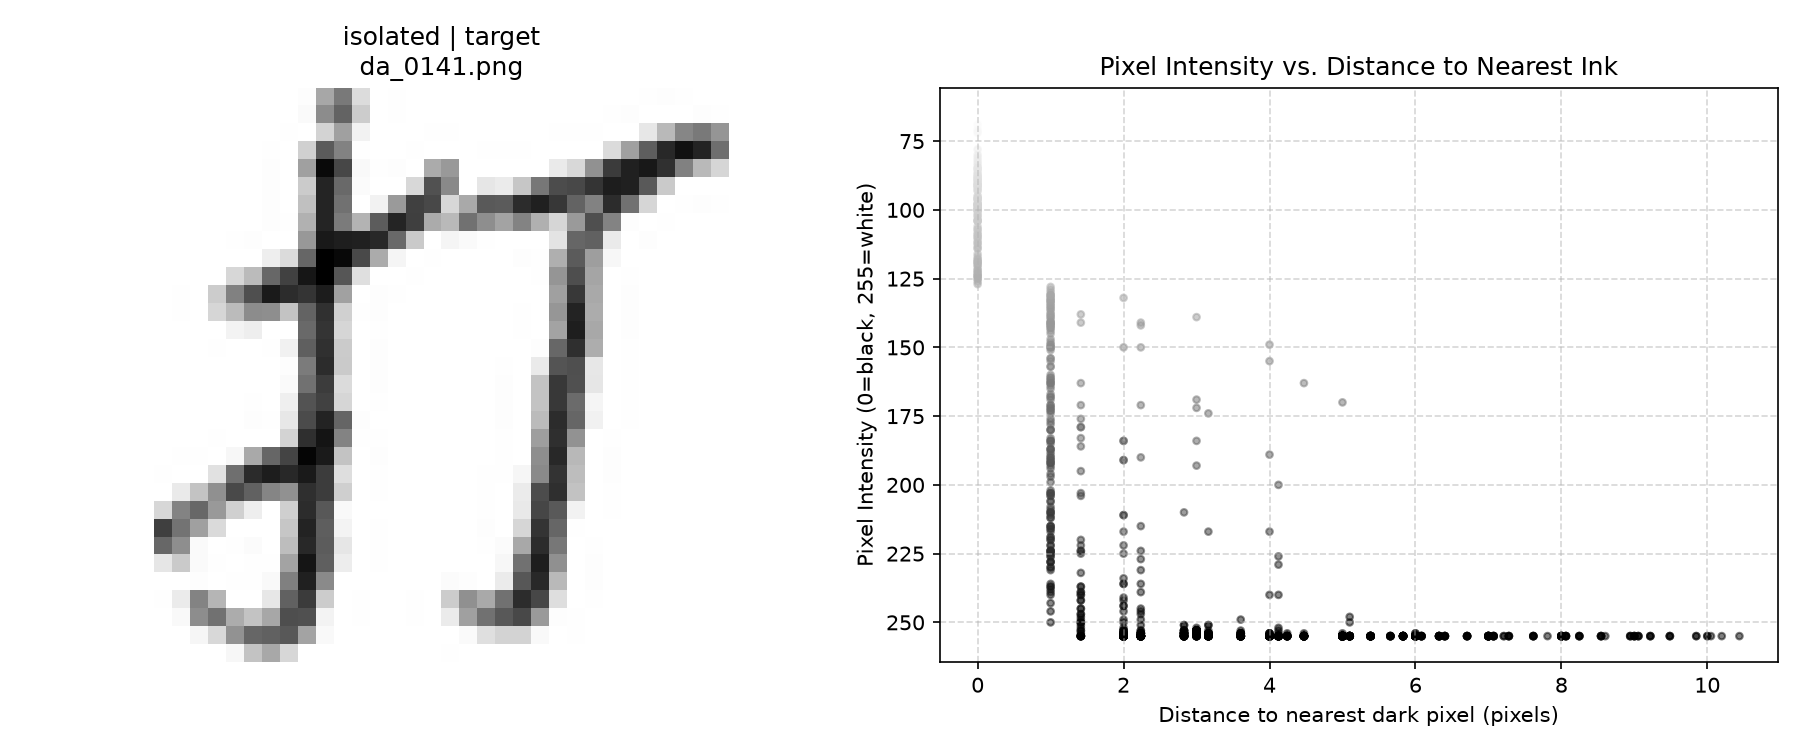 isolated | target
da_0141.png
打
Pixel Intensity vs. Distance to Nearest Ink
Pixel Intensity (0=black, 255=white)
75
100
125
150
175
200
225
250
0 2 4 6 8 10
Distance to nearest dark pixel (pixels)